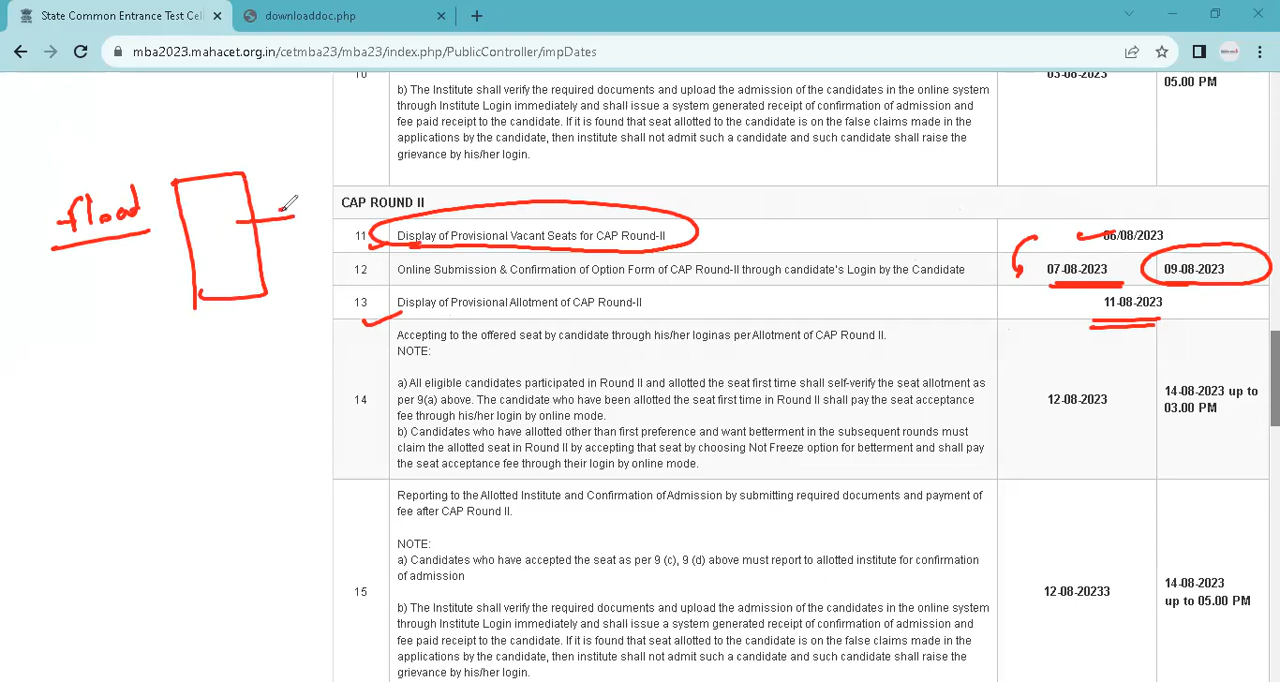 State Common Entrance Test Cel
downloaddoc.php
mba2023.mahacet.org.in/cetmba23/mba23/index.php/PublicController/impDates
10
03-08-2023
05.00 PM
b) The Institute shall verify the required documents and upload the admission of the candidates in the online system
through Institute Login immediately and shall issue a system generated receipt of confirmation of admission and
fee paid receipt to the candidate. If it is found that seat allotted to the candidate is on the false claims made in the
applications by the candidate, then institute shall not admit such a candidate and such candidate shall raise the
grievance by his/her login.
CAP ROUND II
11 Display of Provisional Vacant Seats for CAP Round-II 06/08/2023
12 Online Submission & Confirmation of Option Form of CAP Round-II through candidate's Login by the Candidate 07-08-2023 09-08-2023
13 Display of Provisional Allotment of CAP Round-II 11-08-2023
Accepting of the offered seat by candidate through his/her loginas per Allotment of CAP Round II.
NOTE:
a) All eligible candidates participated in Round II and allotted the seat first time shall self-verify the seat allotment as
per 9(a) above. The candidate who have been allotted the seat first time in Round II shall pay the seat acceptance
fee through his/her login by online mode.
b) Candidates who have allotted other than first preference and want betterment in the subsequent rounds must
claim the allotted seat in Round II by accepting that seat by choosing Not Freeze option for betterment and shall pay
the seat acceptance fee through their login by online mode.
14
12-08-2023
14-08-2023 up to
03.00 PM
Reporting to the Allotted Institute and Confirmation of Admission by submitting required documents and payment of
fee after CAP Round II.
NOTE:
a) Candidates who have accepted the seat as per 9 (c), 9 (d) above must report to allotted institute for confirmation
of admission
b) The Institute shall verify the required documents and upload the admission of the candidates in the online system
through Institute Login immediately and shall issue a system generated receipt of confirmation of admission and
fee paid receipt to the candidate. If it is found that seat allotted to the candidate is on the false claims made in the
applications by the candidate, then institute shall not admit such a candidate and such candidate shall raise the
grievance by his/her login.
15
12-08-20233
14-08-2023
up to 05.00 PM